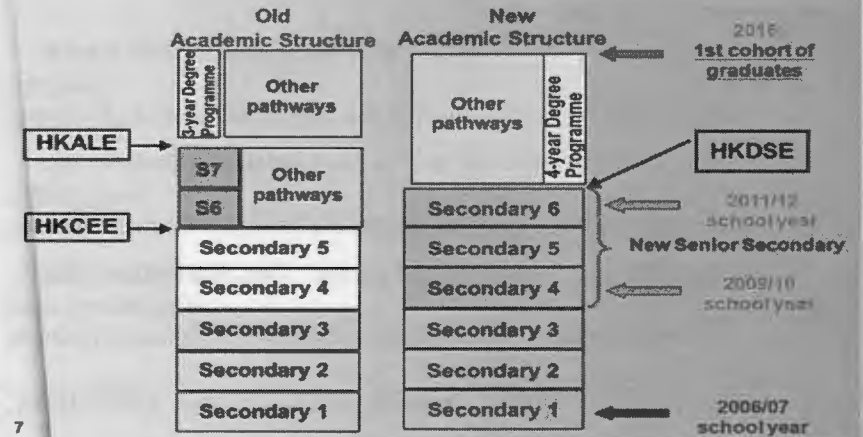 Old
Academic Structure
New
Academic Structure
2016
1st cohort of
graduates
3-year Degree
Programme
Other
pathways
Other
pathways
4-year Degree
Programme
HKALE
HKDSE
S7
S6
Other
pathways
HKCEE
Secondary 6
2011/12
school year
Secondary 5
Secondary 5
New Senior Secondary
Secondary 4
Secondary 4
2009/10
school year
Secondary 3
Secondary 3
Secondary 2
Secondary 2
Secondary 1
Secondary 1
2006/07
school year
7